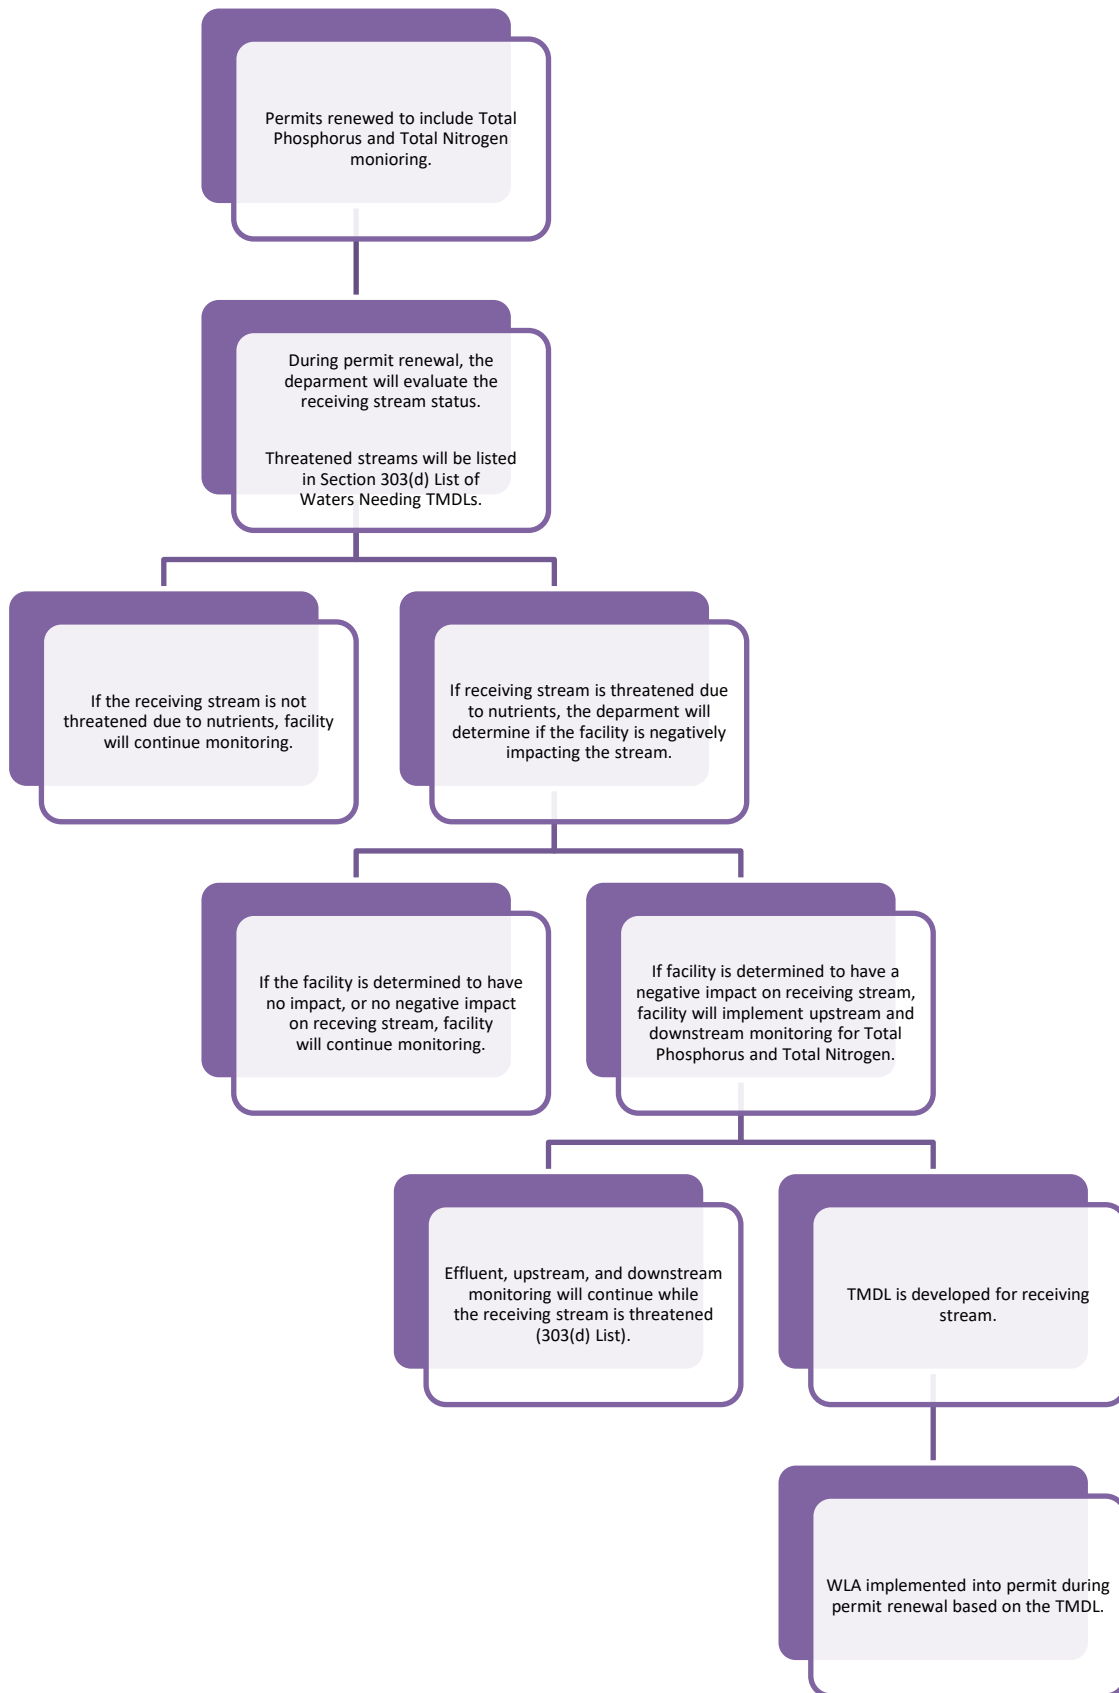 Permits renewed to include Total
Phosphorus and Total Nitrogen
monioring.
During permit renewal, the
deparment will evaluate the
receiving stream status.
Threatened streams will be listed
in Section 303(d) List of
Waters Needing TMDLs.
If the receiving stream is not
threatened due to nutrients, facility
will continue monitoring.
If receiving stream is threatened due
to nutrients, the deparment will
determine if the facility is negatively
impacting the stream.
If the facility is determined to have
no impact, or no negative impact
on receving stream, facility
will continue monitoring.
If facility is determined to have a
negative impact on receiving stream,
facility will implement upstream and
downstream monitoring for Total
Phosphorus and Total Nitrogen.
Effluent, upstream, and downstream
monitoring will continue while
the receiving stream is threatened
(303(d) List).
TMDL is developed for receiving
stream.
WLA implemented into permit during
permit renewal based on the TMDL.